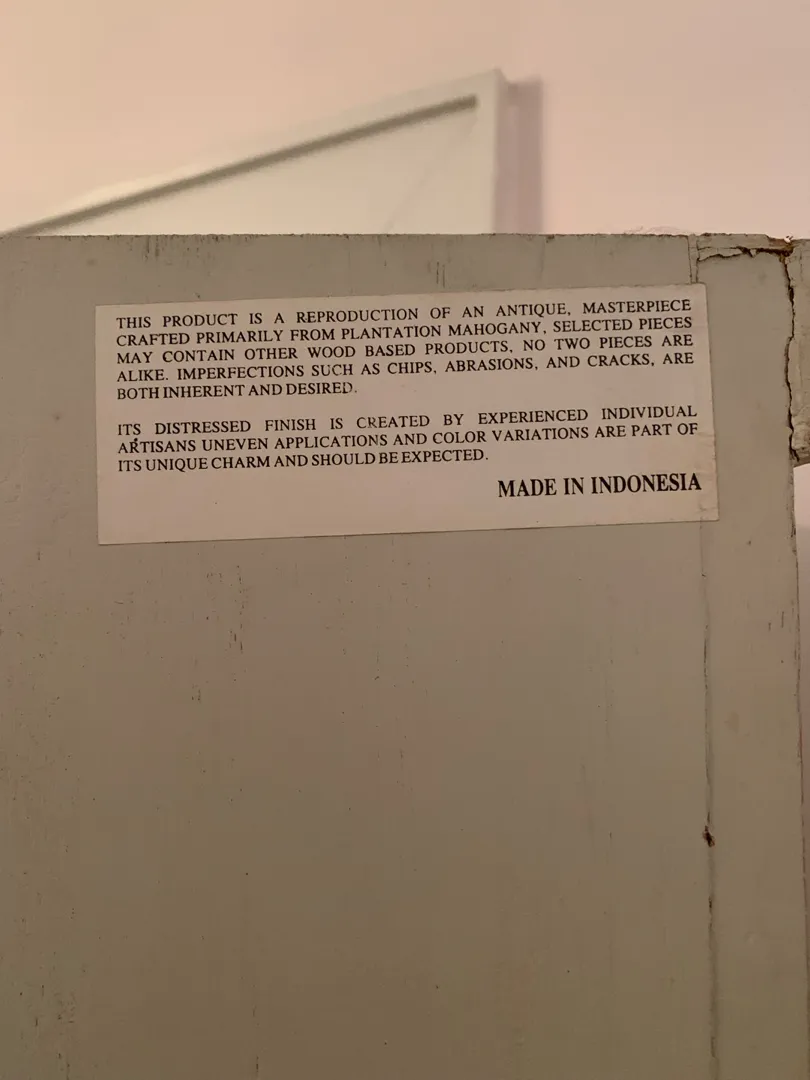 THIS PRODUCT IS A REPRODUCTION OF AN ANTIQUE, MASTERPIECE
CRAFTED PRIMARILY FROM PLANTATION MAHOGANY, SELECTED PIECES
MAY CONTAIN OTHER WOOD BASED PRODUCTS, NO TWO PIECES ARE
ALIKE. IMPERFECTIONS SUCH AS CHIPS, ABRASIONS, AND CRACKS, ARE
BOTH INHERENT AND DESIRED.
ITS DISTRESSED FINISH IS CREATED BY EXPERIENCED INDIVIDUAL
ARTISANS UNEVEN APPLICATIONS AND COLOR VARIATIONS ARE PART OF
ITS UNIQUE CHARM AND SHOULD BE EXPECTED.
MADE IN INDONESIA